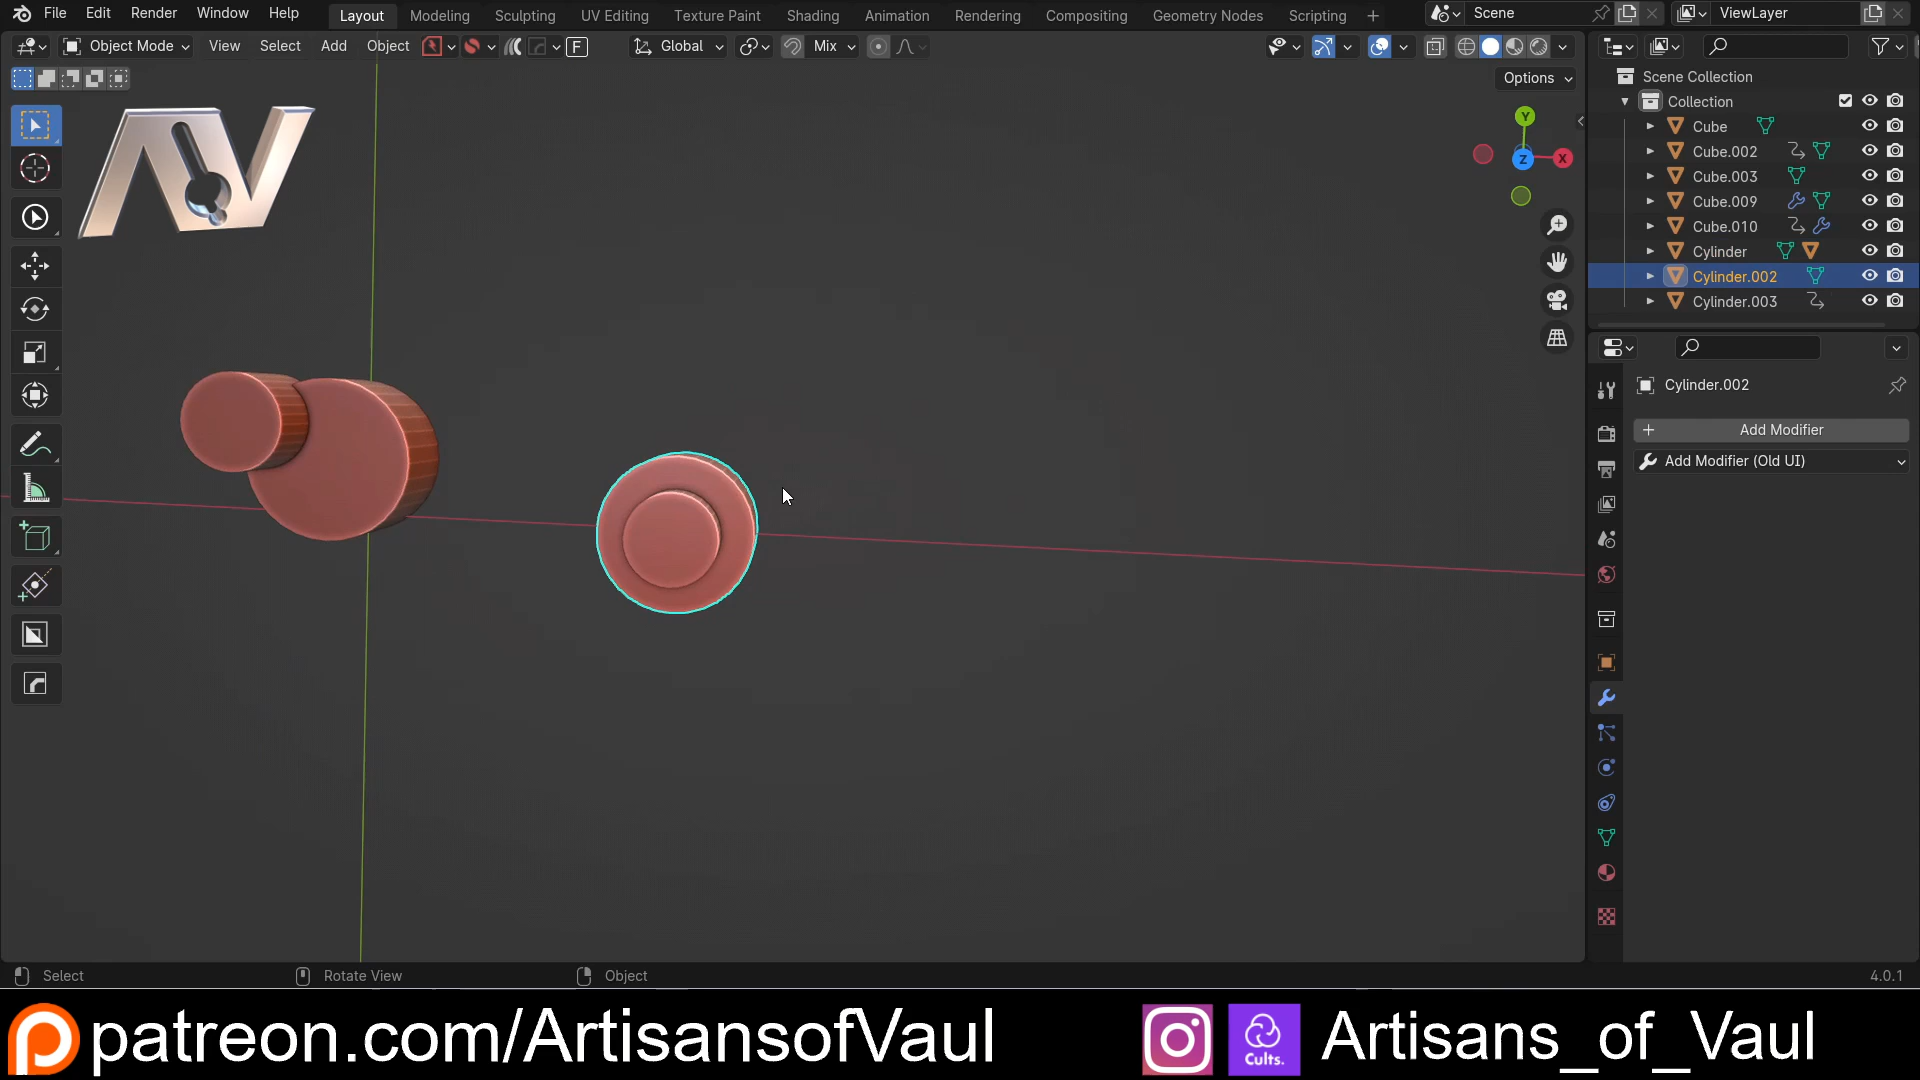 File Edit Render Window Help Layout Modeling Sculpting UV Editing Texture Paint Shading Animation Rendering Compositing Geometry Nodes Scripting + Scene ViewLayer
Object Mode View Select Add Object F Global Mix
Options
Scene Collection
Collection
Cube
Cube.002
Cube.003
Cube.009
Cube.010
Cylinder
Cylinder.002
Cylinder.003
Y
Z X
AV
Cylinder.002
+ Add Modifier
Add Modifier (Old UI)
Select Rotate View Object 4.0.1
patreon.com/ArtisansofVaul Cults. Artisans_of_Vaul